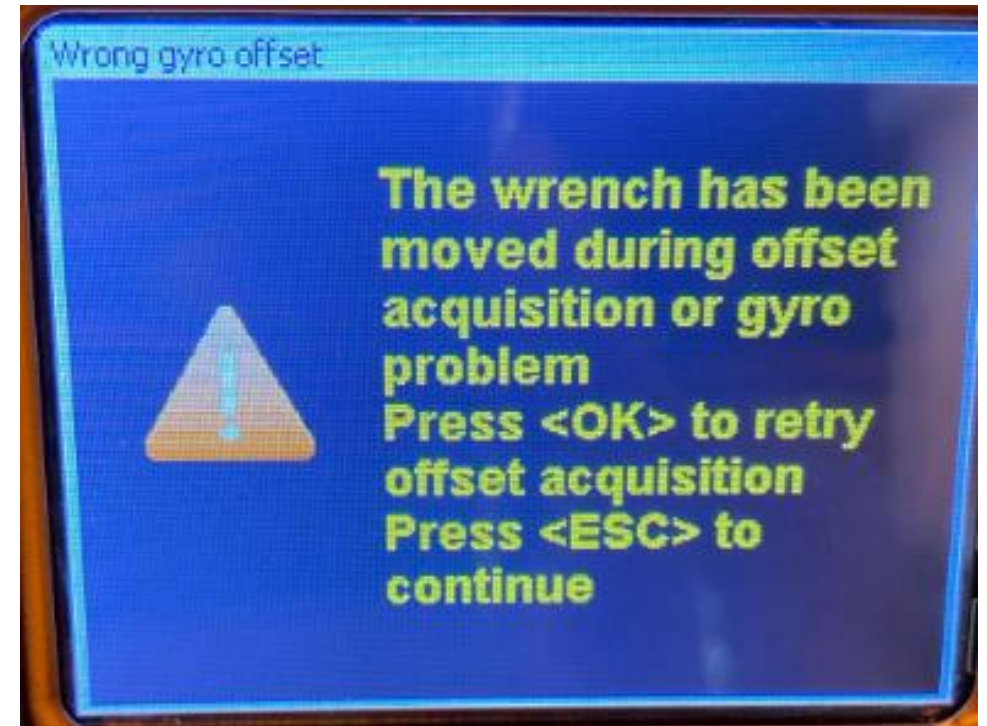 Wrong gyro offset
The wrench has been
moved during offset
acquisition or gyro
problem
Press <OK> to retry
offset acquisition
Press <ESC> to
continue